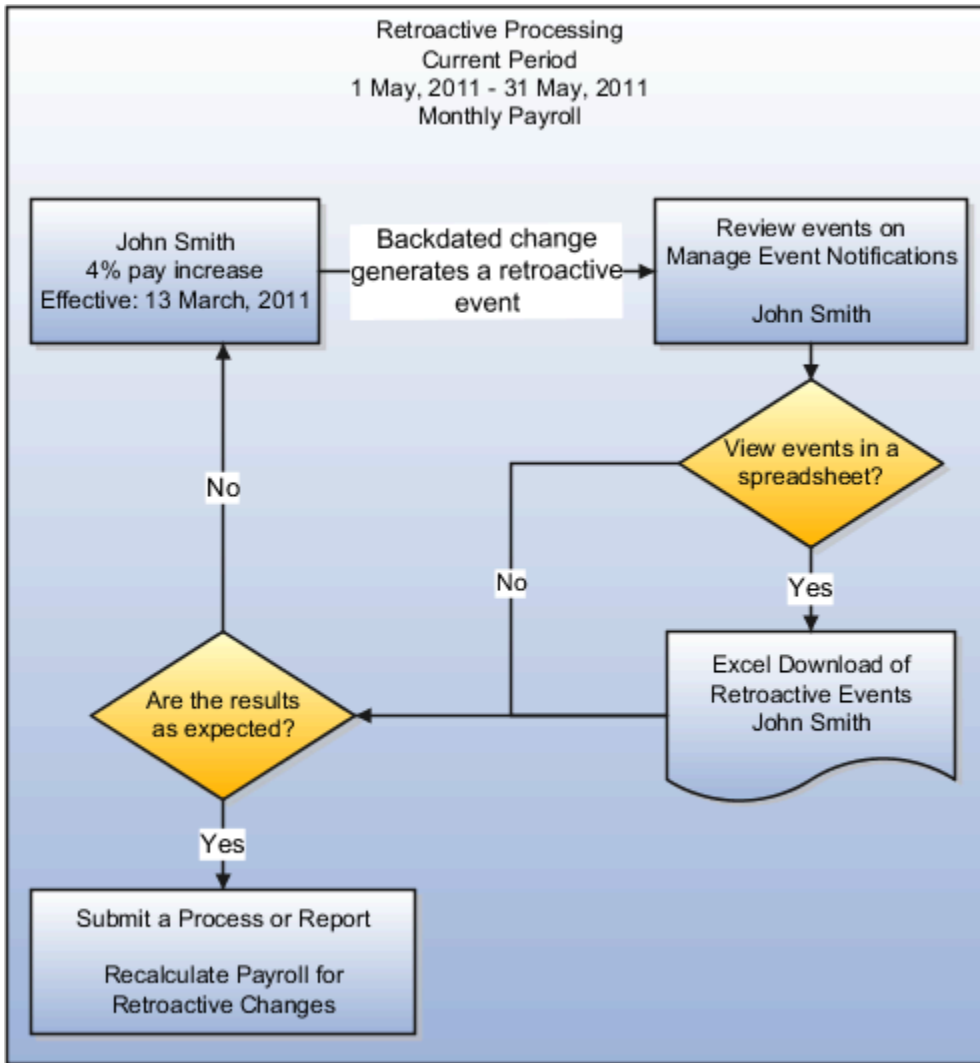 Retroactive Processing
Current Period
1 May, 2011 - 31 May, 2011
Monthly Payroll
John Smith
4% pay increase
Effective: 13 March, 2011
Backdated change
generates a retroactive
event
Review events on
Manage Event Notifications
John Smith
View events in a
spreadsheet?
No
No
Yes
Excel Download of
Retroactive Events
John Smith
Are the results
as expected?
Yes
Submit a Process or Report
Recalculate Payroll for
Retroactive Changes